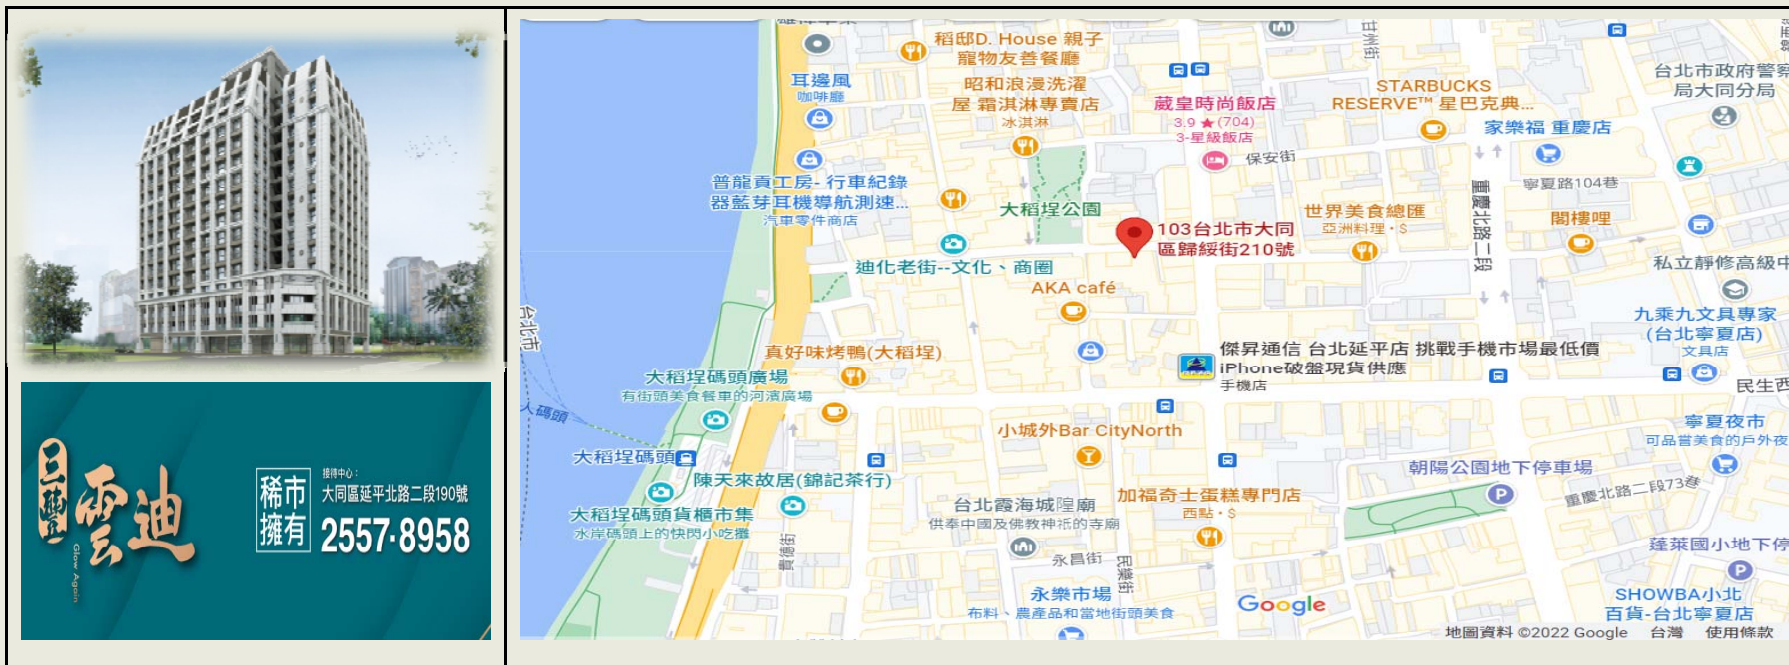 日勝
雲迪
Glow Again
稀市
擁有
接待中心：
大同區延平北路二段190號
2557·8958
稻邸D. House 親子
寵物友善餐廳
甘州街
耳邊風
咖啡廳
昭和浪漫洗濯
屋 霜淇淋專賣店
冰淇淋
葳皇時尚飯店
3.9 ★ (704)
3-星級飯店
STARBUCKS
RESERVE™ 星巴克典...
台北市政府警察
局大同分局
家樂福 重慶店
保安街
普龍貢工房- 行車紀錄
器藍芽耳機導航測速...
汽車零件商店
大稻埕公園
寧夏路104巷
103台北市大同
區歸綏街210號
世界美食總匯
亞洲料理・$
重慶北路二段
閣樓哩
迪化老街--文化、商圈
AKA café
私立靜修高級中
台北市
九乘九文具專家
(台北寧夏店)
文具店
真好味烤鴨(大稻埕)
傑昇通信 台北延平店 挑戰手機市場最低價
iPhone破盤現貨供應
手機店
大稻埕碼頭廣場
有街頭美食餐車的河濱廣場
民生西
寧夏夜市
可品嘗美食的戶外夜
小城外Bar CityNorth
大稻埕碼頭
朝陽公園地下停車場
陳天來故居(錦記茶行)
重慶北路二段73巷
大稻埕碼頭貨櫃市集
水岸碼頭上的快閃小吃攤
台北霞海城隍廟
供奉中國及佛教神祇的寺廟
加福奇士蛋糕專門店
西點・$
貴德街
永昌街
民樂街
蓬萊國小地下停
永樂市場
布料、農產品和當地街頭美食
Google
SHOWBA小北
百貨-台北寧夏店
地圖資料 ©2022 Google 台灣 使用條款